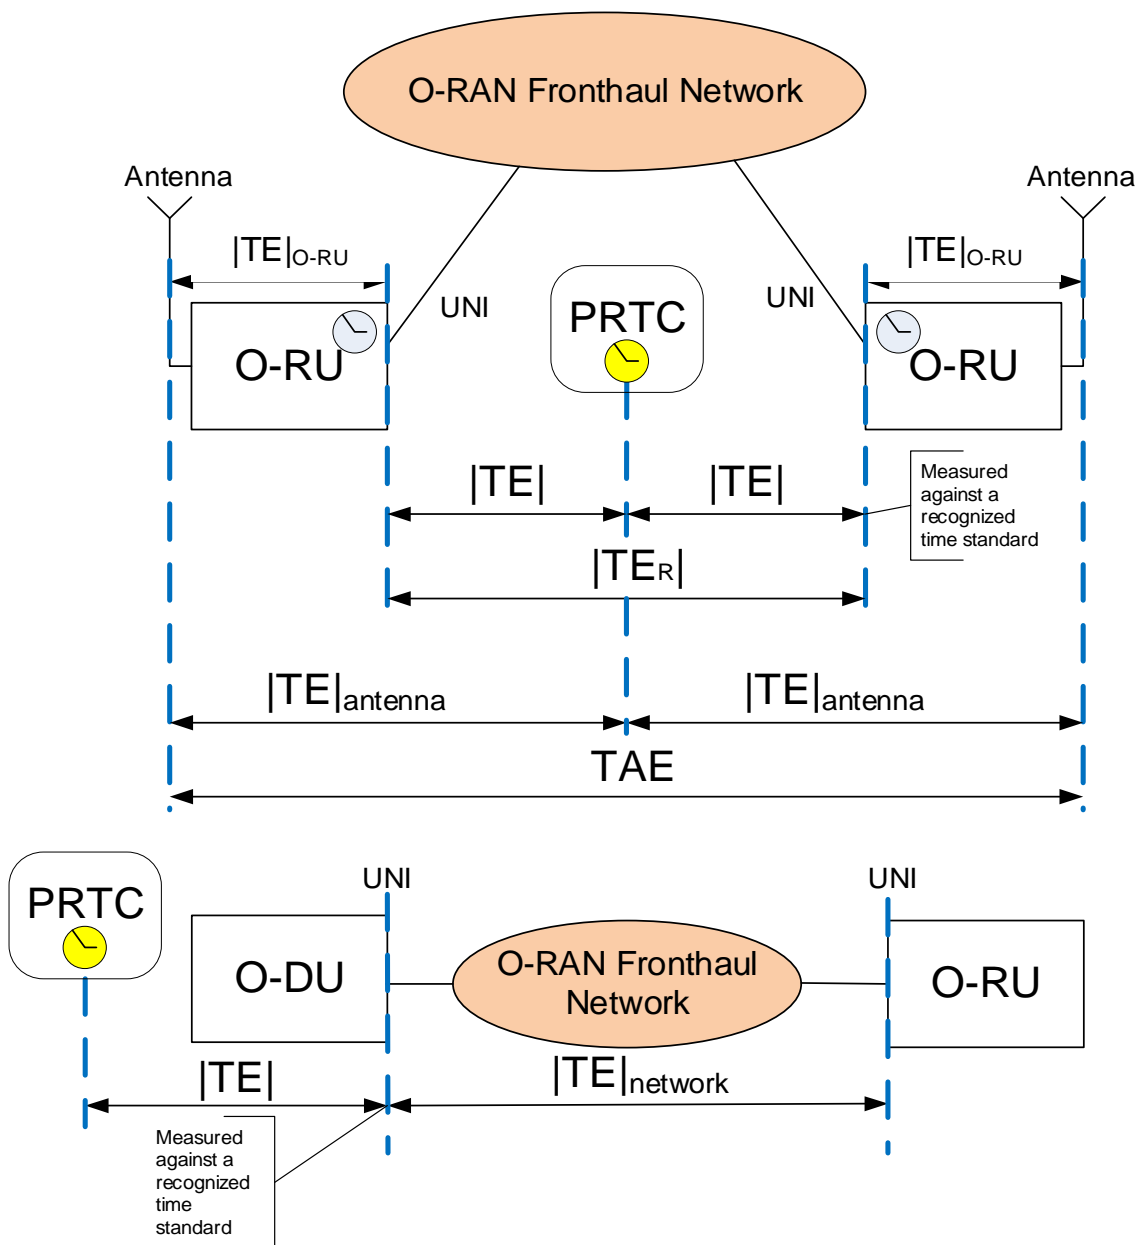 O-RAN Fronthaul Network
Antenna
Antenna
|TE|O-RU
|TE|O-RU
UNI
PRTC
UNI
O-RU
O-RU
|TE|
|TE|
Measured
against a
recognized
time standard
|TER|
|TE|antenna
|TE|antenna
TAE
UNI
UNI
PRTC
O-DU
O-RAN Fronthaul
Network
O-RU
|TE|
|TE|network
Measured
against a
recognized
time
standard